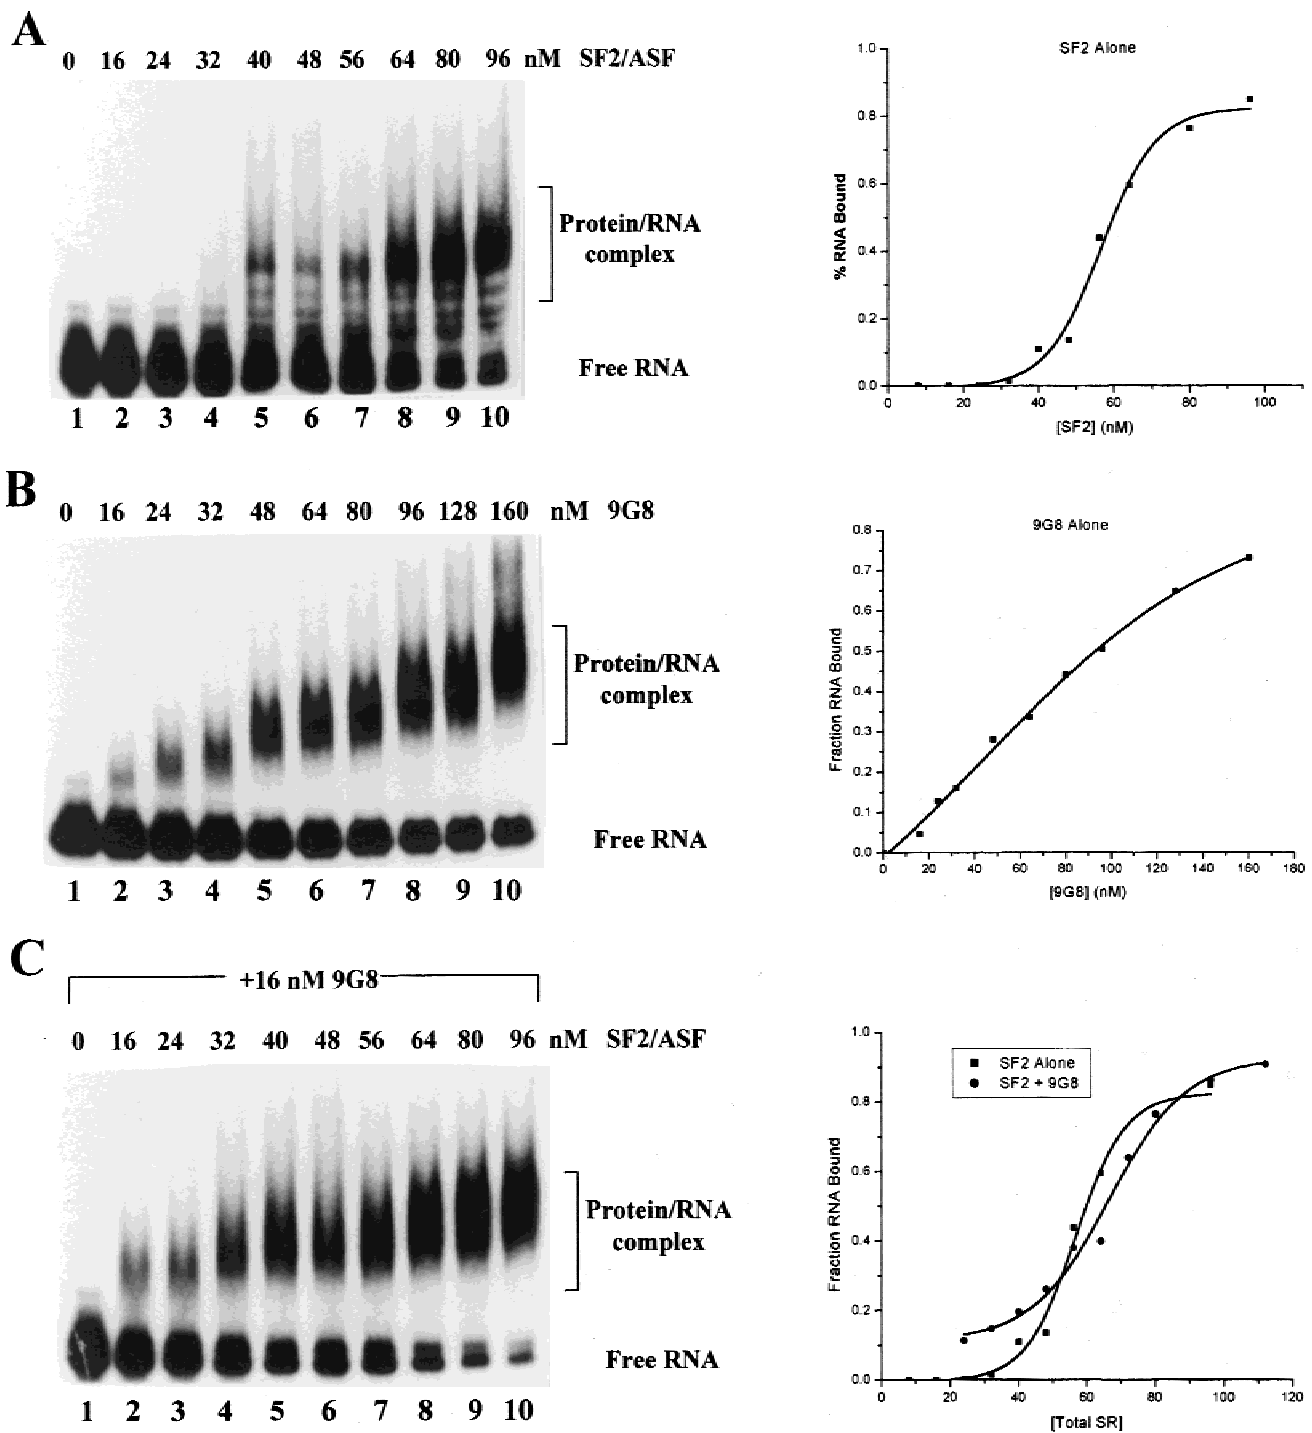 A
0 16 24 32 40 48 56 64 80 96 nM SF2/ASF
Protein/RNA
complex
Free RNA
1 2 3 4 5 6 7 8 9 10
SF2 Alone
1.0
0.8
0.6
0.4
0.2
0.0
% RNA Bound
0 20 40 60 80 100
[SF2] (nM)
B
0 16 24 32 48 64 80 96 128 160 nM 9G8
Protein/RNA
complex
Free RNA
1 2 3 4 5 6 7 8 9 10
9G8 Alone
0.8
0.7
0.6
0.5
0.4
0.3
0.2
0.1
0.0
Fraction RNA Bound
0 20 40 60 80 100 120 140 160 180
[9G8] (nM)
C
+16 nM 9G8
0 16 24 32 40 48 56 64 80 96 nM SF2/ASF
Protein/RNA
complex
Free RNA
1 2 3 4 5 6 7 8 9 10
SF2 Alone
SF2 + 9G8
1.0
0.8
0.6
0.4
0.2
0.0
Fraction RNA Bound
0 20 40 60 80 100 120
[Total SR]